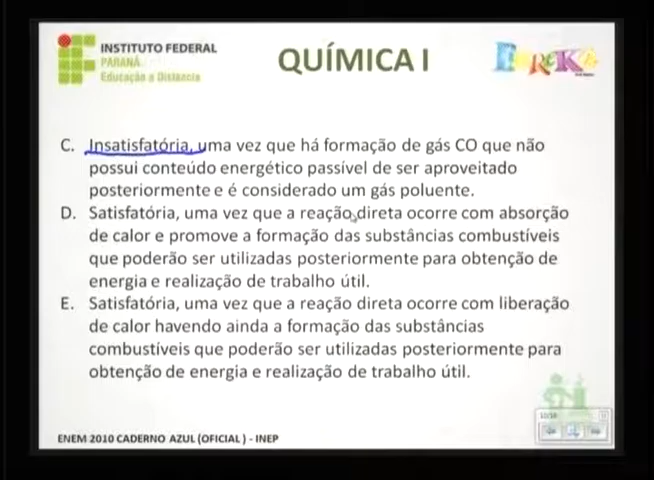 INSTITUTO FEDERAL
PARANÁ
Educação a Distância
QUÍMICA I
EUREKA
C. Insatisfatória, uma vez que há formação de gás CO que não
possui conteúdo energético passível de ser aproveitado
posteriormente e é considerado um gás poluente.
D. Satisfatória, uma vez que a reação direta ocorre com absorção
de calor e promove a formação das substâncias combustíveis
que poderão ser utilizadas posteriormente para obtenção de
energia e realização de trabalho útil.
E. Satisfatória, uma vez que a reação direta ocorre com liberação
de calor havendo ainda a formação das substâncias
combustíveis que poderão ser utilizadas posteriormente para
obtenção de energia e realização de trabalho útil.
ENEM 2010 CADERNO AZUL (OFICIAL ) - INEP